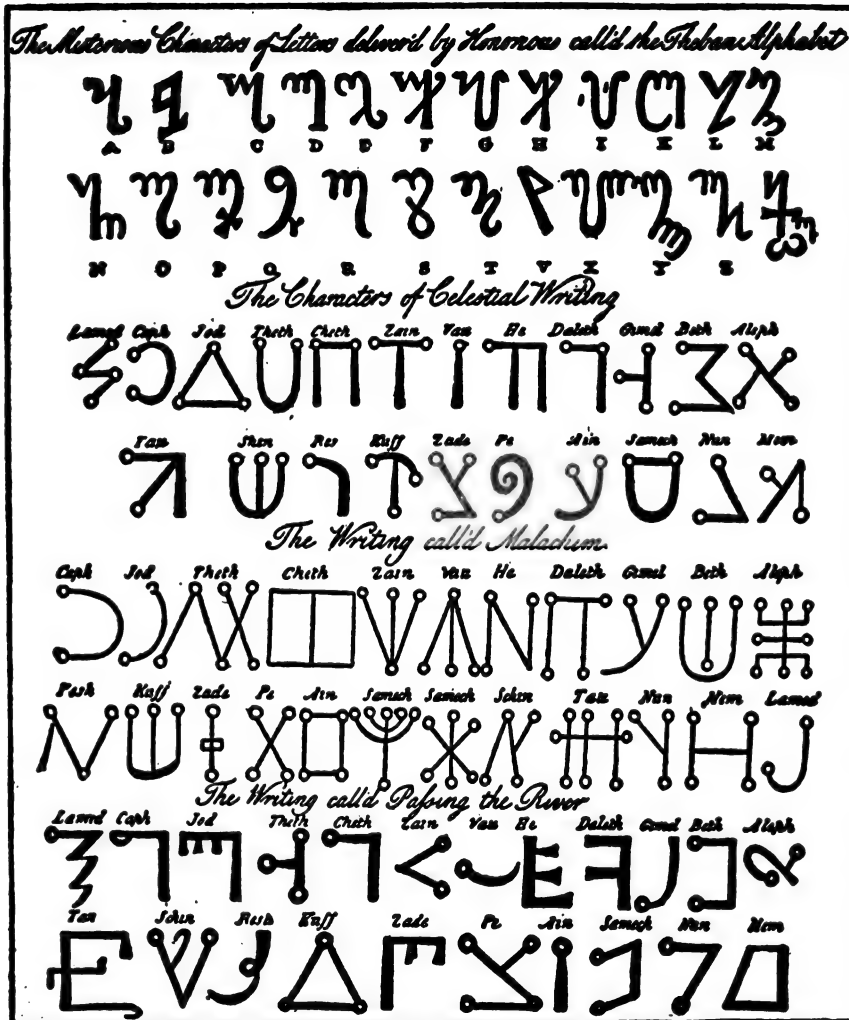 The Misterious Characters of Letters deliver'd by Honorious call'd the Theban Alphabet
A B C D E F G H I K L M
N O P Q R S T V X Y Z
The Characters of Celestial Writing
Lamed Caph Jod Theth Cheth Zain Vau He Daleth Gimel Beth Aleph
Tau Shin Res Kuff Zade Pe Ain Samech Nun Mem
The Writing call'd Malachim
Caph Jod Theth Cheth Zain Vau He Daleth Gimel Beth Aleph
Resh Kuff Zade Pe Ain Samech Samech Schin Tau Nun Mem Lamed
The Writing call'd Passing the River
Lamed Caph Jod Theth Cheth Zain Vau He Daleth Gimel Beth Aleph
Tau Schin Resh Kuff Zade Pe Ain Samech Nun Mem